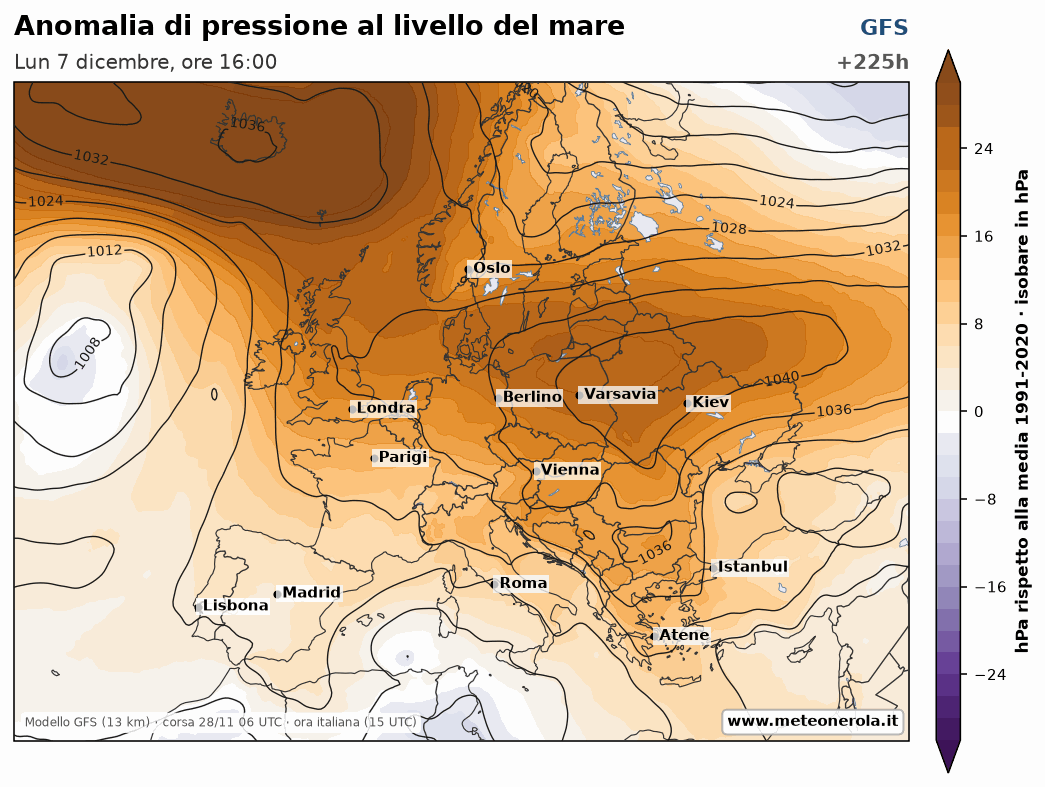 Anomalia di pressione al livello del mare
GFS
Lun 7 dicembre, ore 16:00
+225h
1036
1032
1024
1024
1028
1012
1032
Oslo
1008
1040
Berlino
Varsavia
Kiev
Londra
1036
Parigi
Vienna
1036
Istanbul
Roma
Madrid
Lisbona
Atene
Modello GFS (13 km) · corsa 28/11 06 UTC · ora italiana (15 UTC)
www.meteonerola.it
24
16
8
0
−8
−16
−24
hPa rispetto alla media 1991-2020 · isobare in hPa